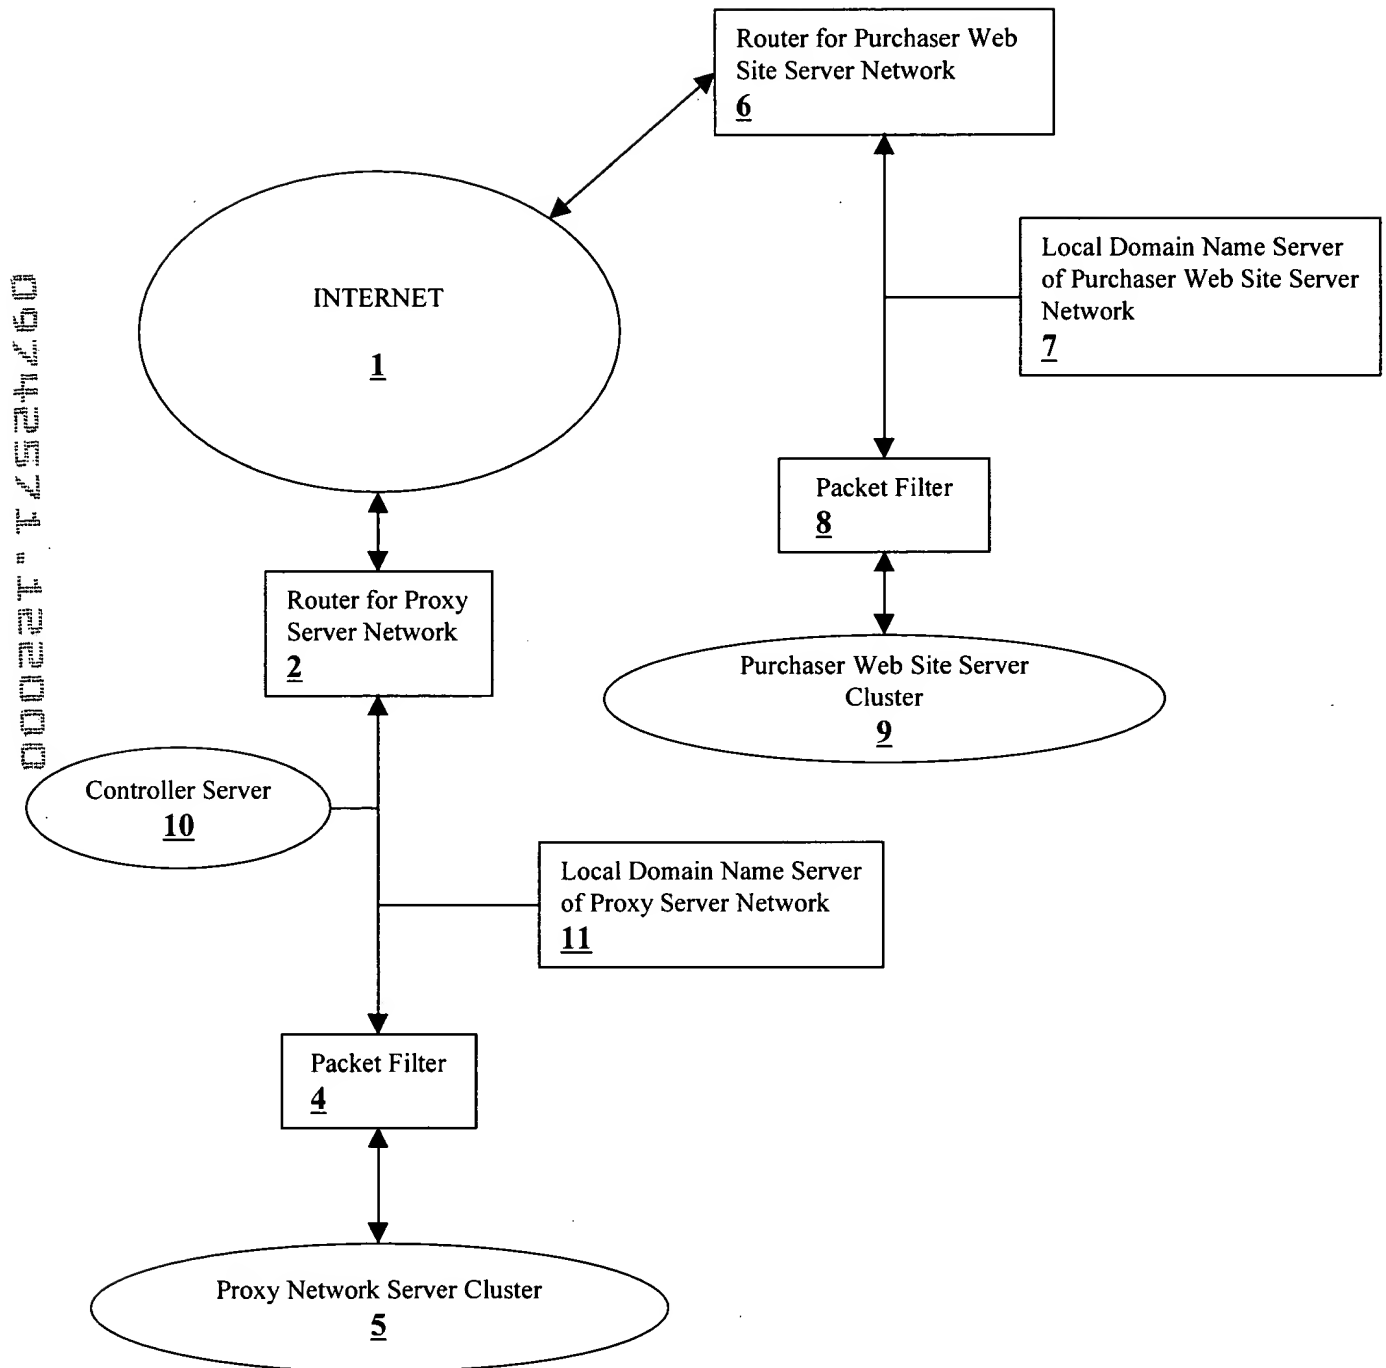 Router for Purchaser Web
Site Server Network
6
INTERNET
1
Local Domain Name Server
of Purchaser Web Site Server
Network
7
Packet Filter
8
Router for Proxy
Server Network
2
Purchaser Web Site Server
Cluster
9
Controller Server
10
Local Domain Name Server
of Proxy Server Network
11
Packet Filter
4
Proxy Network Server Cluster
5
09742571.122000